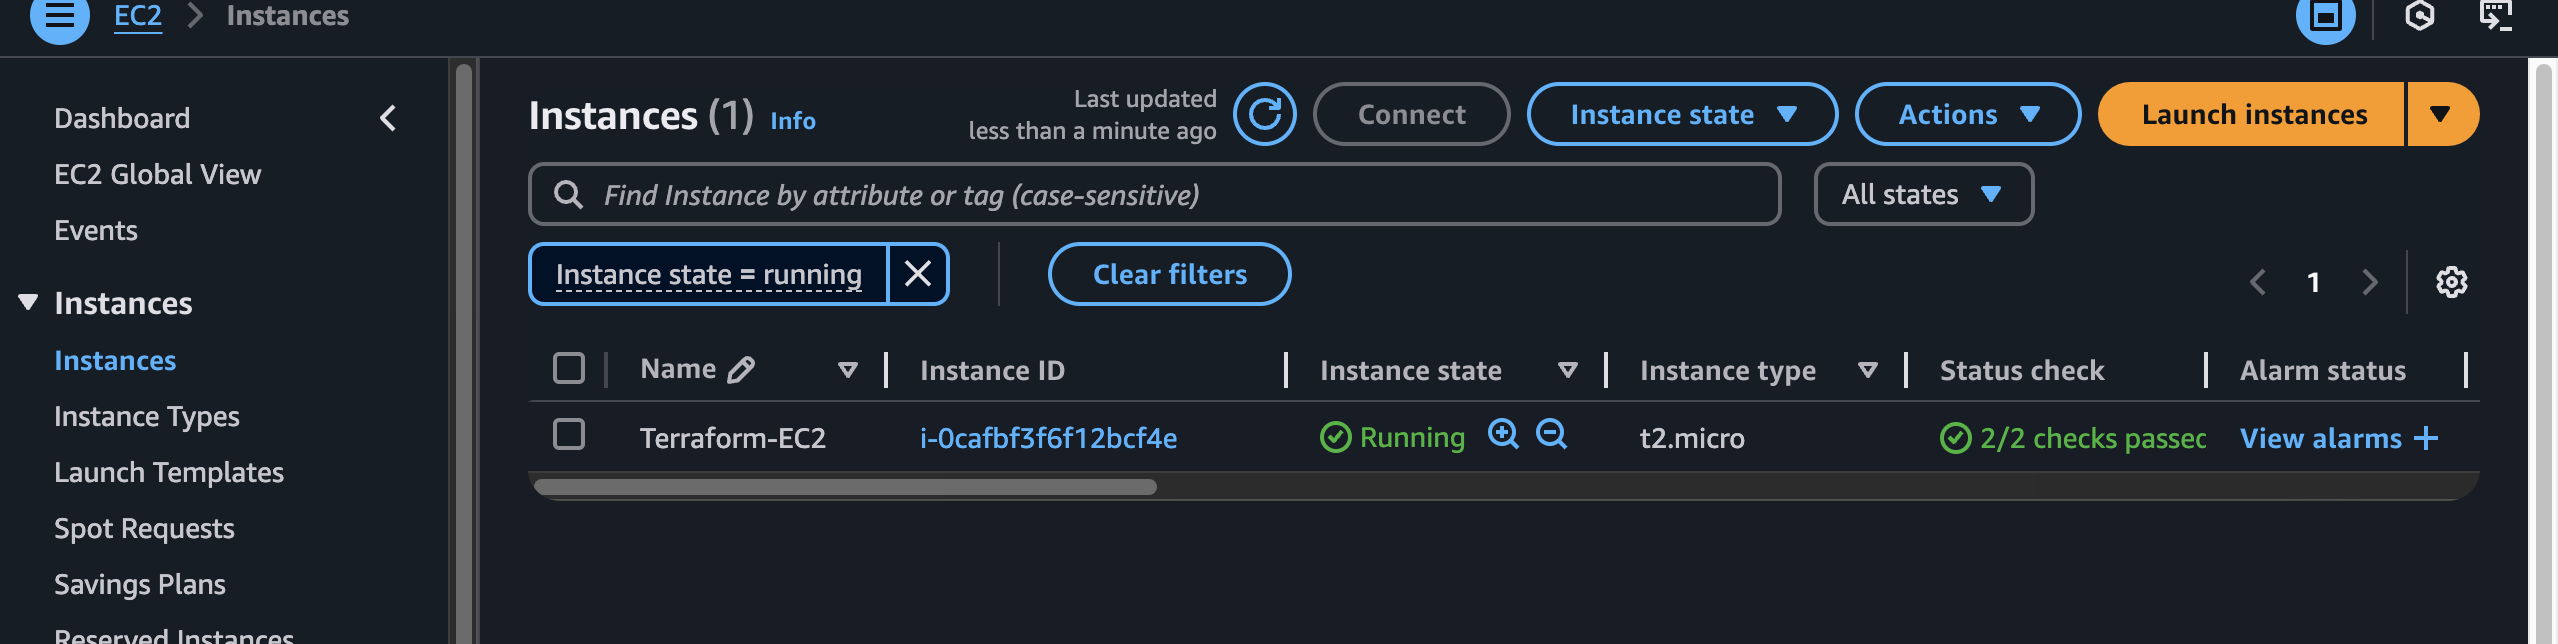 EC2 Instances
Dashboard
EC2 Global View
Events
Instances
Instances
Instance Types
Launch Templates
Spot Requests
Savings Plans
Reserved Instances
Instances (1) Info
Last updated
less than a minute ago
Connect
Instance state
Actions
Launch instances
Find Instance by attribute or tag (case-sensitive)
All states
Instance state = running
Clear filters
1
Name Instance ID Instance state Instance type Status check Alarm status
Terraform-EC2 i-0cafbf3f6f12bcf4e Running t2.micro 2/2 checks passec View alarms +